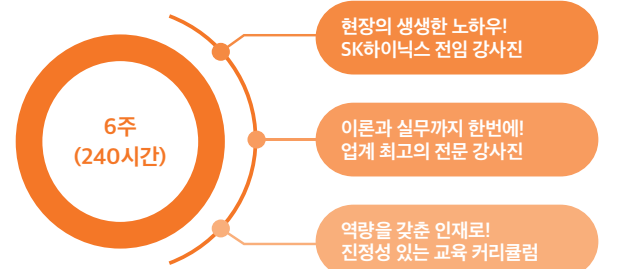 6주
(240시간)
현장의 생생한 노하우!
SK하이닉스 전임 강사진
이론과 실무까지 한번에!
업계 최고의 전문 강사진
역량을 갖춘 인재로!
진정성 있는 교육 커리큘럼